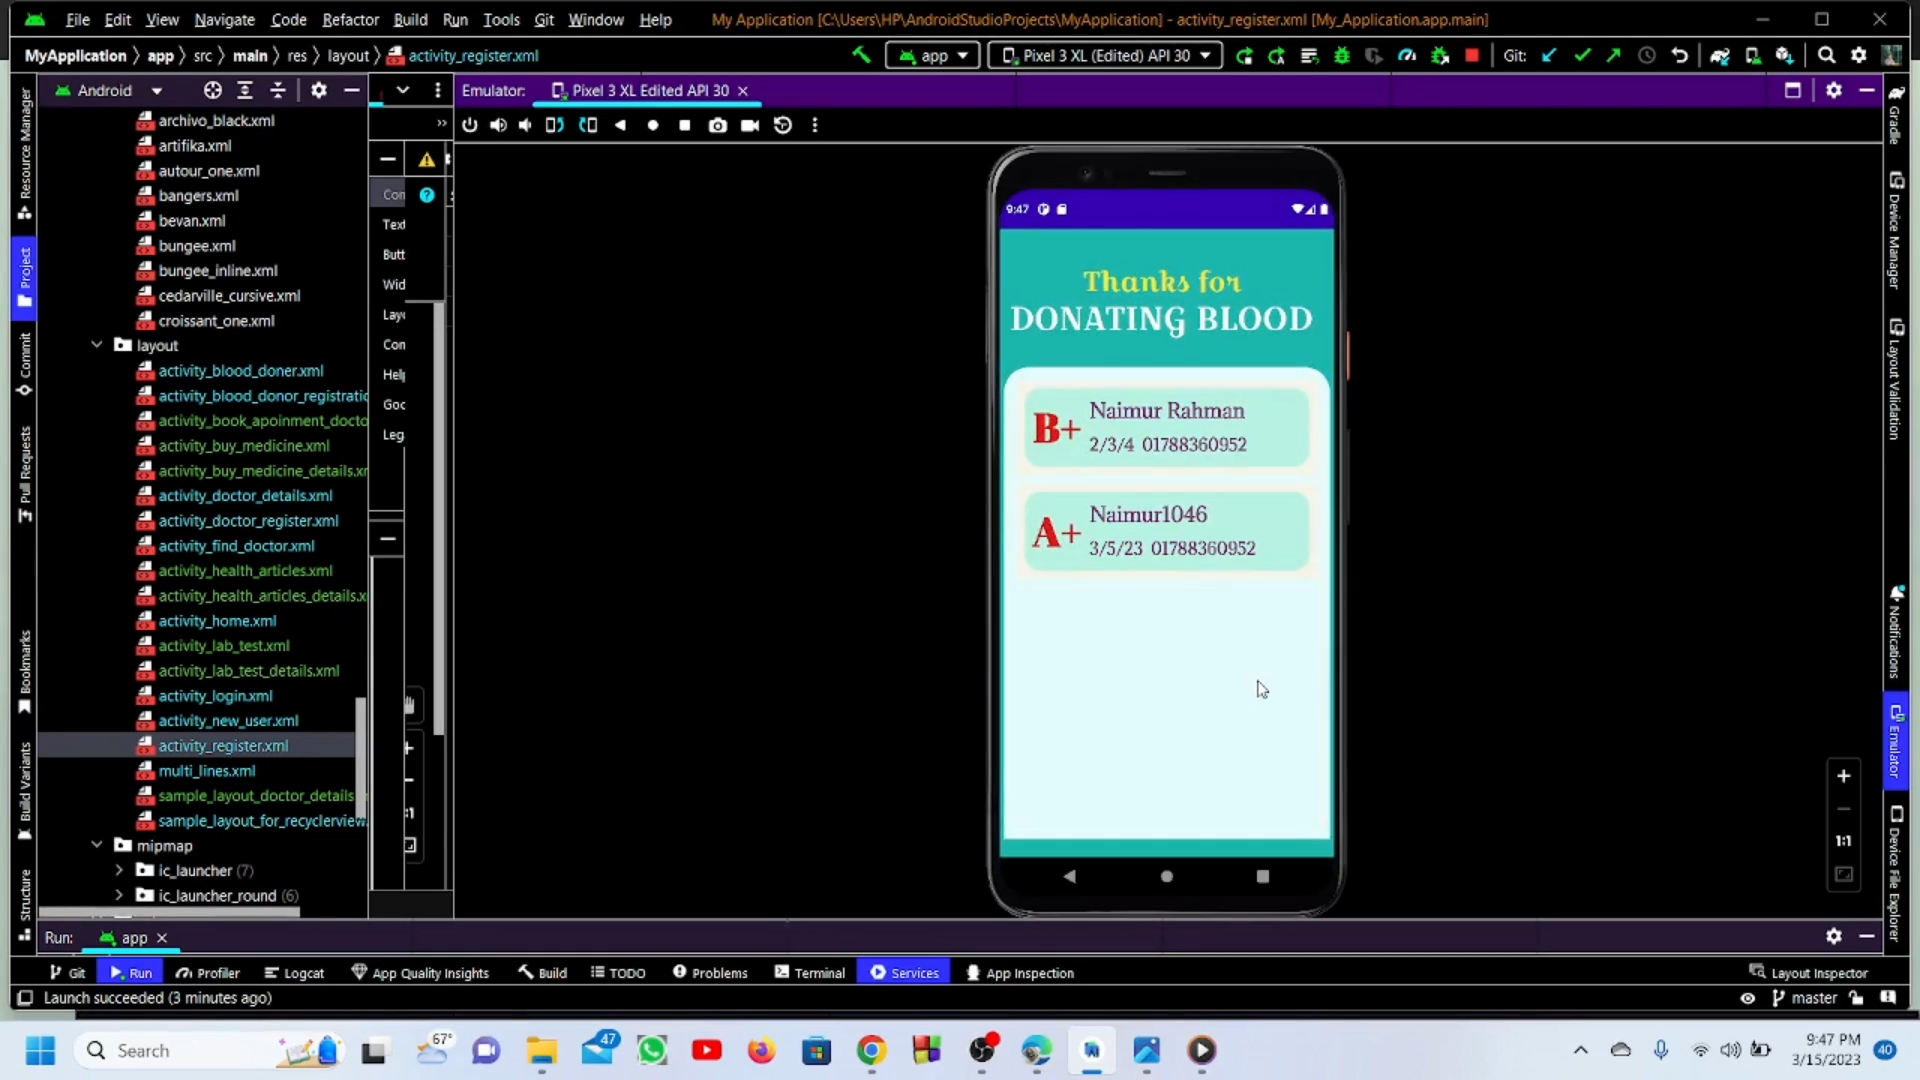 File Edit View Navigate Code Refactor Build Run Tools Git Window Help My Application [C:\Users\HP\AndroidStudioProjects\MyApplication] - activity_register.xml [My_Application.app.main]
MyApplication app src main res layout activity_register.xml app Pixel 3 XL (Edited) API 30 Git:
Android Emulator: Pixel 3 XL Edited API 30
archivo_black.xml
artifika.xml
autour_one.xml
bangers.xml
bevan.xml
bungee.xml
bungee_inline.xml
cedarville_cursive.xml
croissant_one.xml
layout
activity_blood_doner.xml
activity_blood_donor_registratio
activity_book_apoinment_docto
activity_buy_medicine.xml
activity_buy_medicine_details.xr
activity_doctor_details.xml
activity_doctor_register.xml
activity_find_doctor.xml
activity_health_articles.xml
activity_health_articles_details.x
activity_home.xml
activity_lab_test.xml
activity_lab_test_details.xml
activity_login.xml
activity_new_user.xml
activity_register.xml
multi_lines.xml
sample_layout_doctor_details
sample_layout_for_recyclerview.
mipmap
ic_launcher (7)
ic_launcher_round (6)
Resource Manager
Project
Commit
Pull Requests
Bookmarks
Build Variants
Structure
Con
Text
Butt
Wid
Layo
Con
Help
Goo
Leg
:1
9:47
Thanks for
DONATING BLOOD
B+
Naimur Rahman
2/3/4 01788360952
A+
Naimur1046
3/5/23 01788360952
1:1
Gradle
Device Manager
Layout Validation
Notifications
Emulator
Device File Explorer
Run: app
Git Run Profiler Logcat App Quality Insights Build TODO Problems Terminal Services App Inspection Layout Inspector
Launch succeeded (3 minutes ago) master
Search 67° 47 9:47 PM
3/15/2023 40